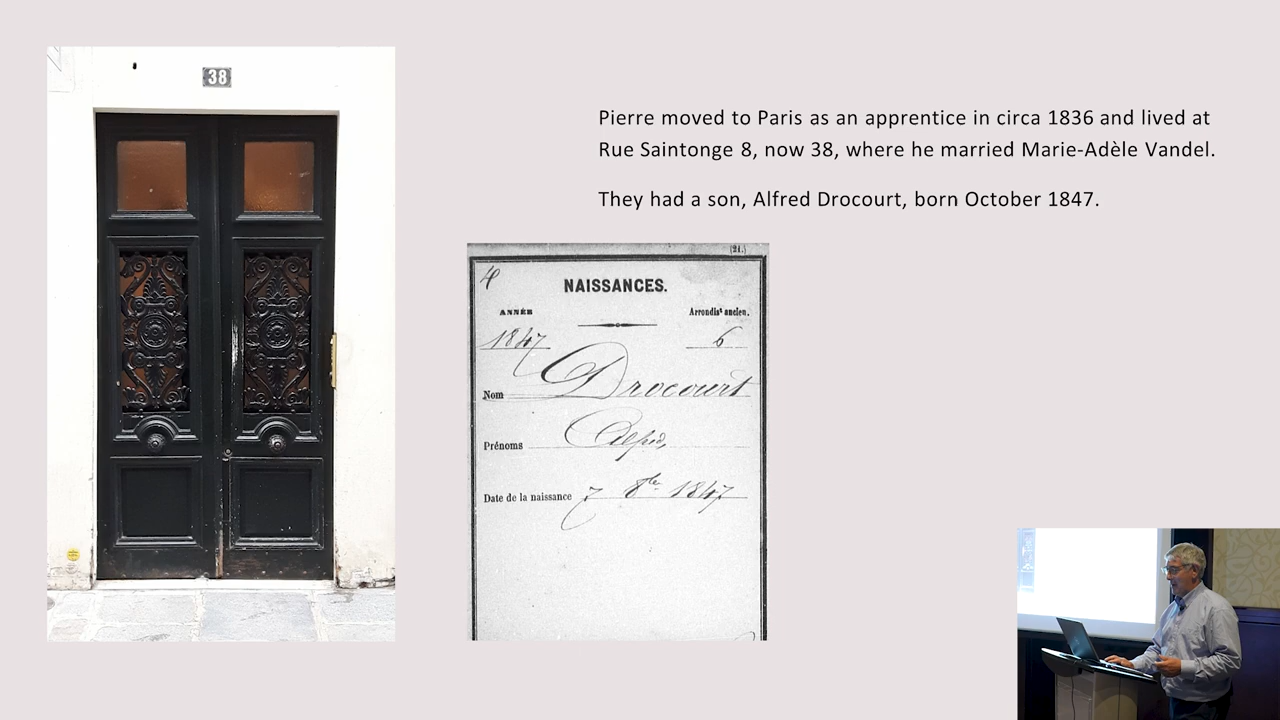 38
Pierre moved to Paris as an apprentice in circa 1836 and lived at
Rue Saintonge 8, now 38, where he married Marie-Adèle Vandel.
They had a son, Alfred Drocourt, born October 1847.
(21.)
NAISSANCES.
ANNÉE
Arrondist ancien.
1847
6
Nom Drocourt
Prénoms
Date de la naissance 7 8bre 1847